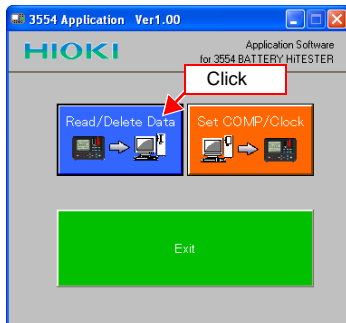 3554 Application Ver1.00
HIOKI
Application Software
for 3554 BATTERY HiTESTER
Click
Read/Delete Data
Set COMP/Clock
Exit